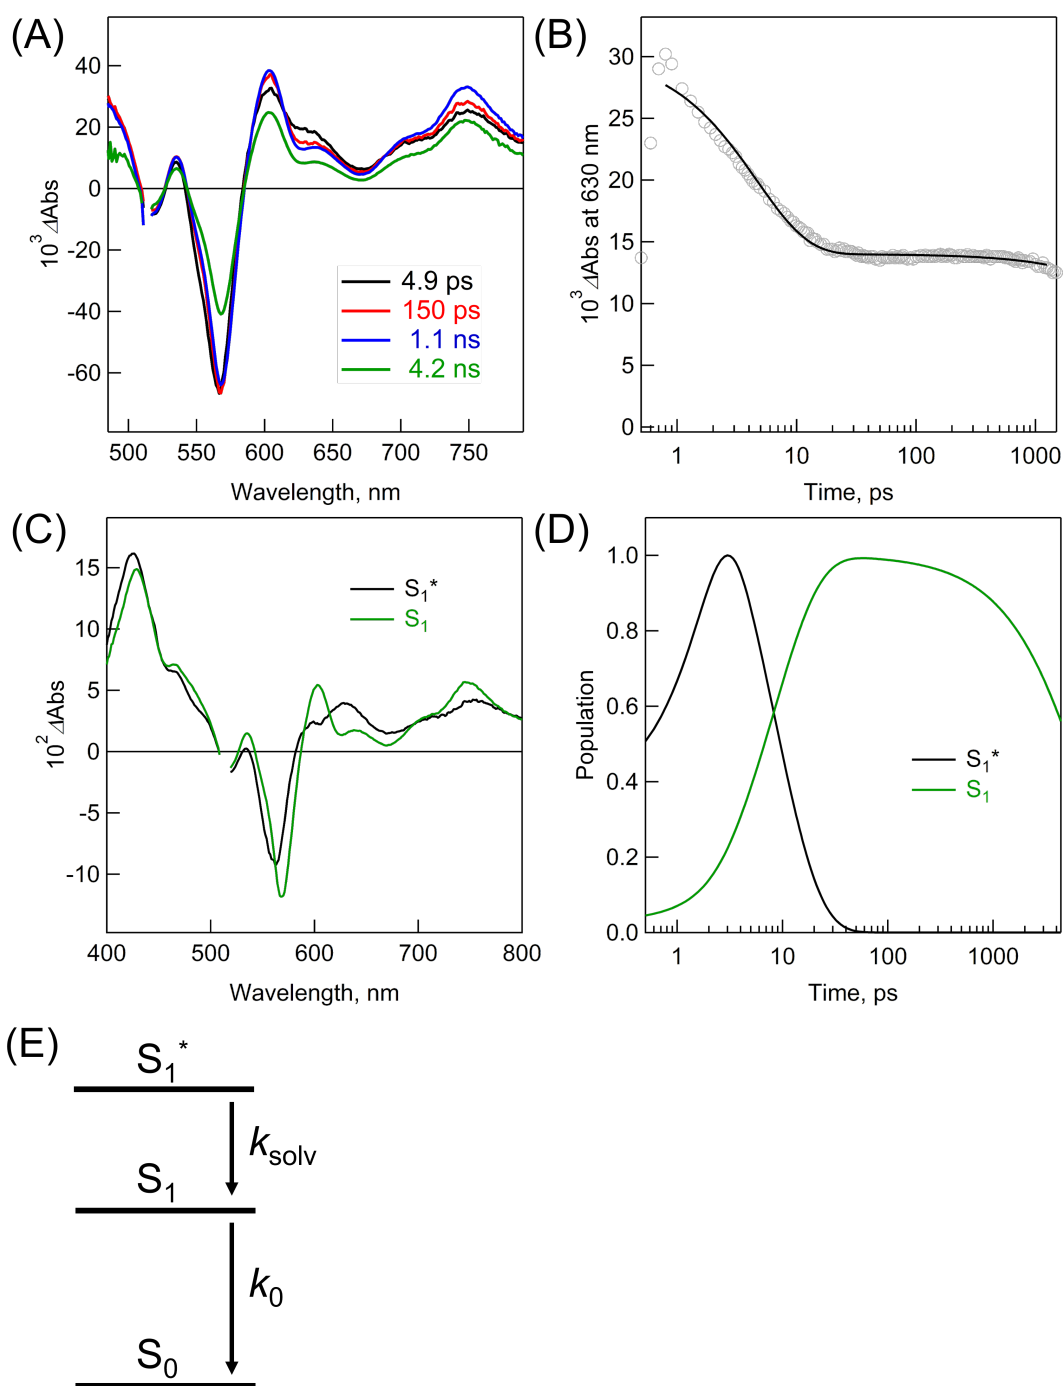 (A)
10³ ΔAbs
40
20
0
-20
-40
-60
4.9 ps
150 ps
1.1 ns
4.2 ns
500 550 600 650 700 750
Wavelength, nm
(B)
10³ ΔAbs at 630 nm
30
25
20
15
10
5
0
1 10 100 1000
Time, ps
(C)
10² ΔAbs
15
10
5
0
-5
-10
S₁*
S₁
400 500 600 700 800
Wavelength, nm
(D)
Population
1.0
0.8
0.6
0.4
0.2
0.0
S₁*
S₁
1 10 100 1000
Time, ps
(E)
S₁*
k solv
S₁
k₀
S₀